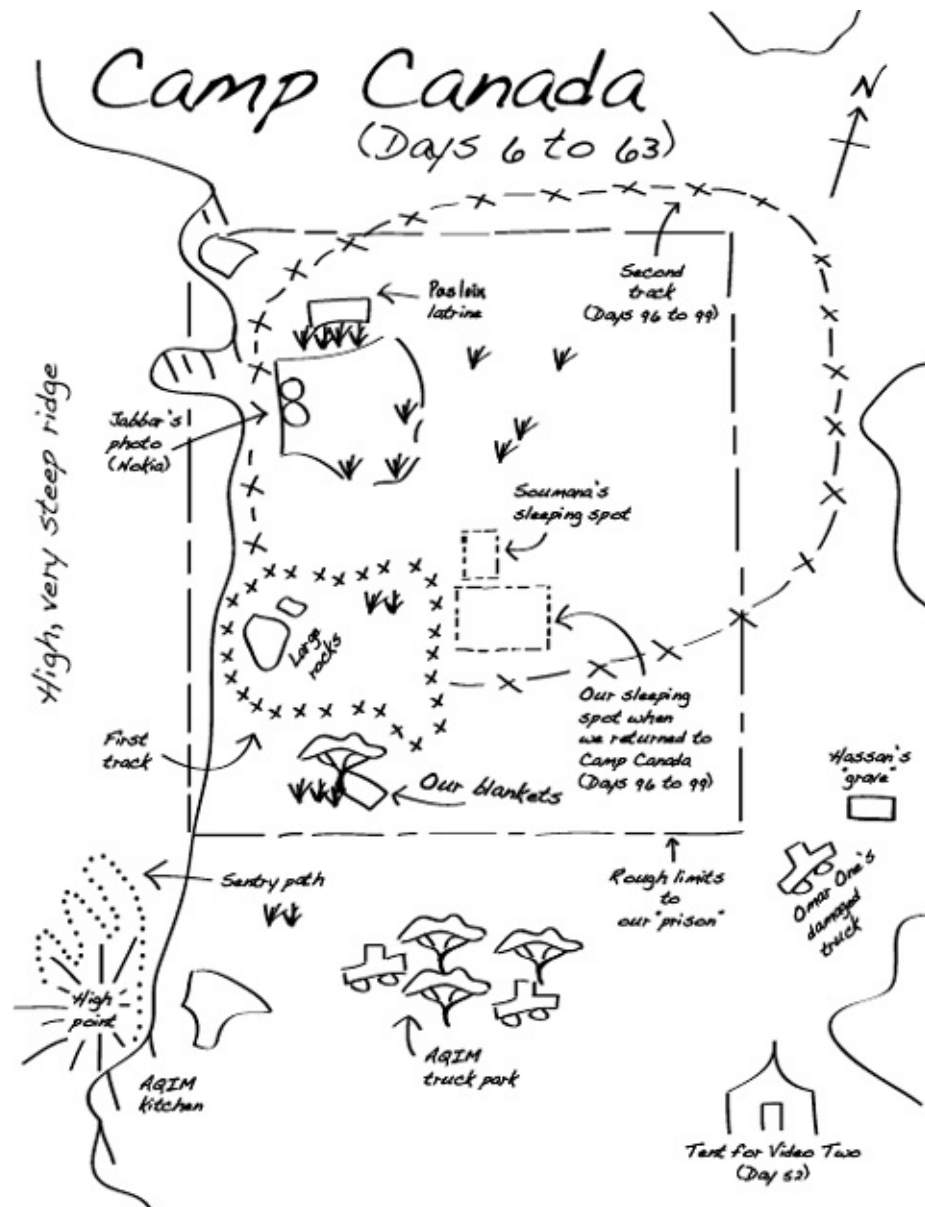 Camp Canada
(Days 6 to 63)
N
Second
track
(Days 96 to 99)
Pasloin
latrine
High, very steep ridge
Jabbar's
photo
(Nokia)
Soumana's
sleeping spot
Large
rocks
First
track
Our sleeping
spot when
we returned to
Camp Canada
(Days 96 to 99)
Our blankets
Hassan's
"grave"
Sentry path
Rough limits
to
our "prison"
Omar One's
damaged
truck
High
point
AQIM
kitchen
AQIM
truck park
Tent for Video Two
(Day 52)